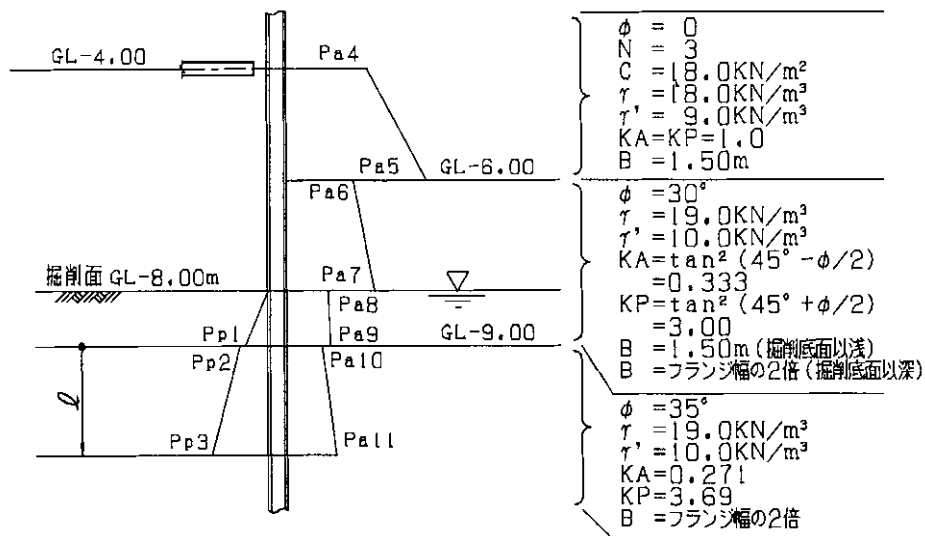 GL-4.00
Pa4
Pa5
GL-6.00
Pa6
掘削面 GL-8.00m
Pa7
Pa8
Pp1
Pa9
GL-9.00
Pp2
Pa10
ℓ
Pp3
Pa11
φ = 0
N = 3
C =18.0KN/m²
γ =18.0KN/m³
γ' = 9.0KN/m³
KA=KP=1.0
B =1.50m
φ =30°
γ =19.0KN/m³
γ' =10.0KN/m³
KA=tan²(45°-φ/2)
=0.333
KP=tan²(45°+φ/2)
=3.00
B =1.50m(掘削底面以浅)
B =フランジ幅の2倍(掘削底面以深)
φ =35°
γ =19.0KN/m³
γ' =10.0KN/m³
KA=0.271
KP=3.69
B =フランジ幅の2倍